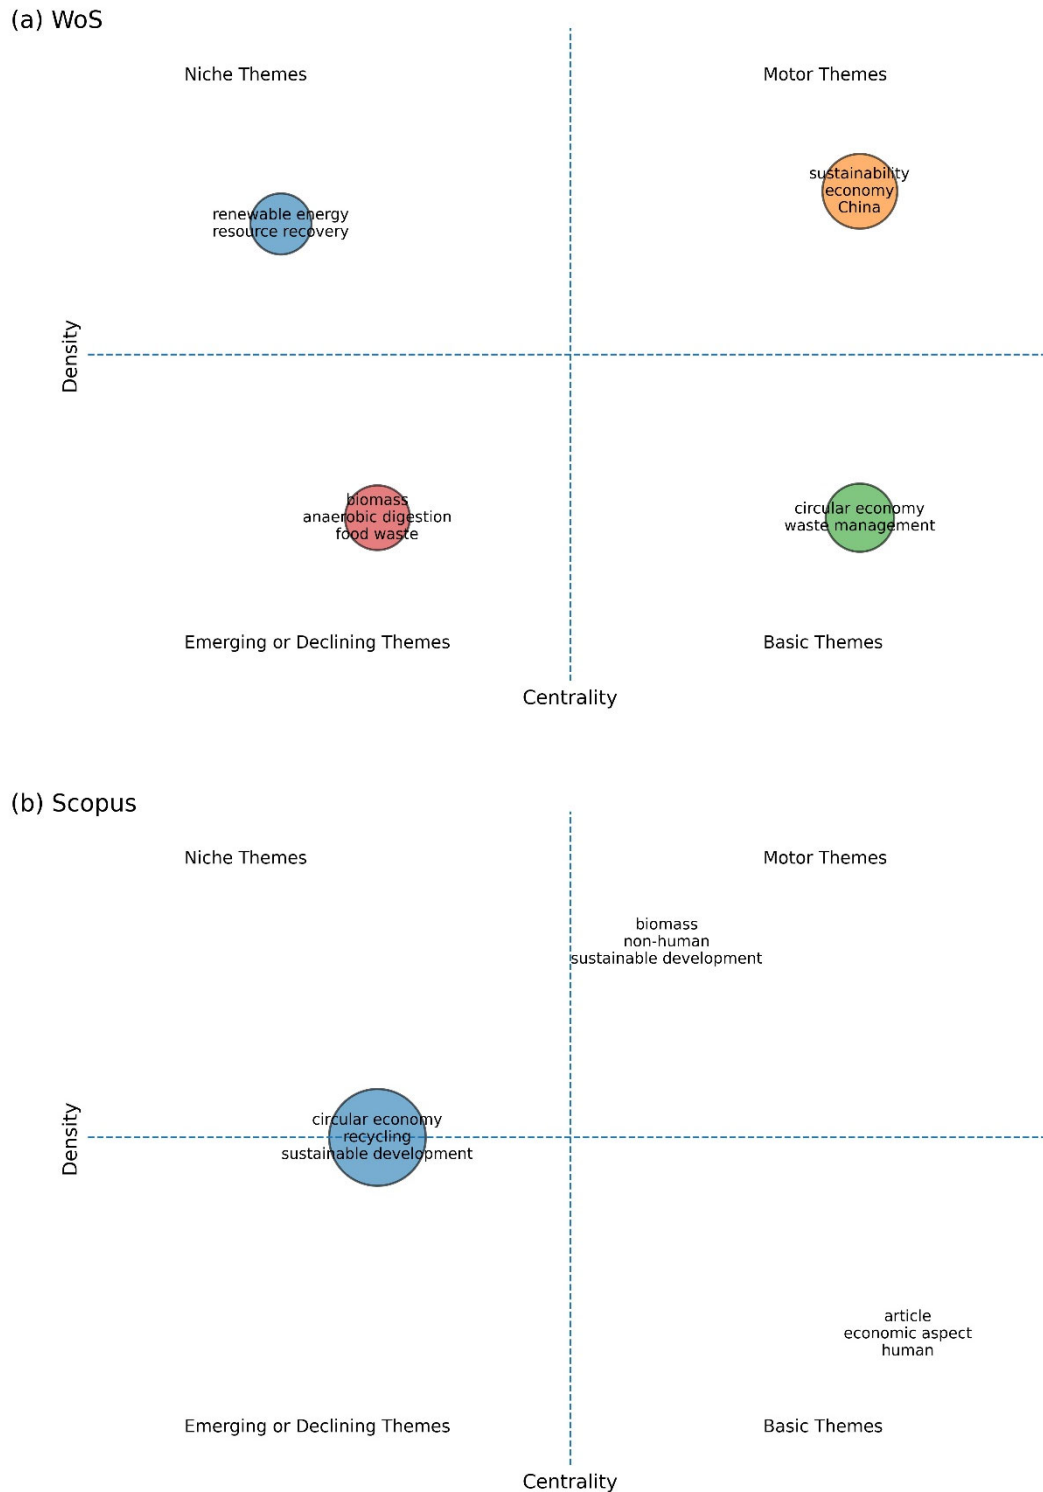 (a) WoS
Niche Themes
Motor Themes
sustainability
economy
China
renewable energy
resource recovery
Density
biomass
anaerobic digestion
food waste
circular economy
waste management
Emerging or Declining Themes
Basic Themes
Centrality
(b) Scopus
Niche Themes
Motor Themes
biomass
non-human
sustainable development
Density
circular economy
recycling
sustainable development
article
economic aspect
human
Emerging or Declining Themes
Basic Themes
Centrality